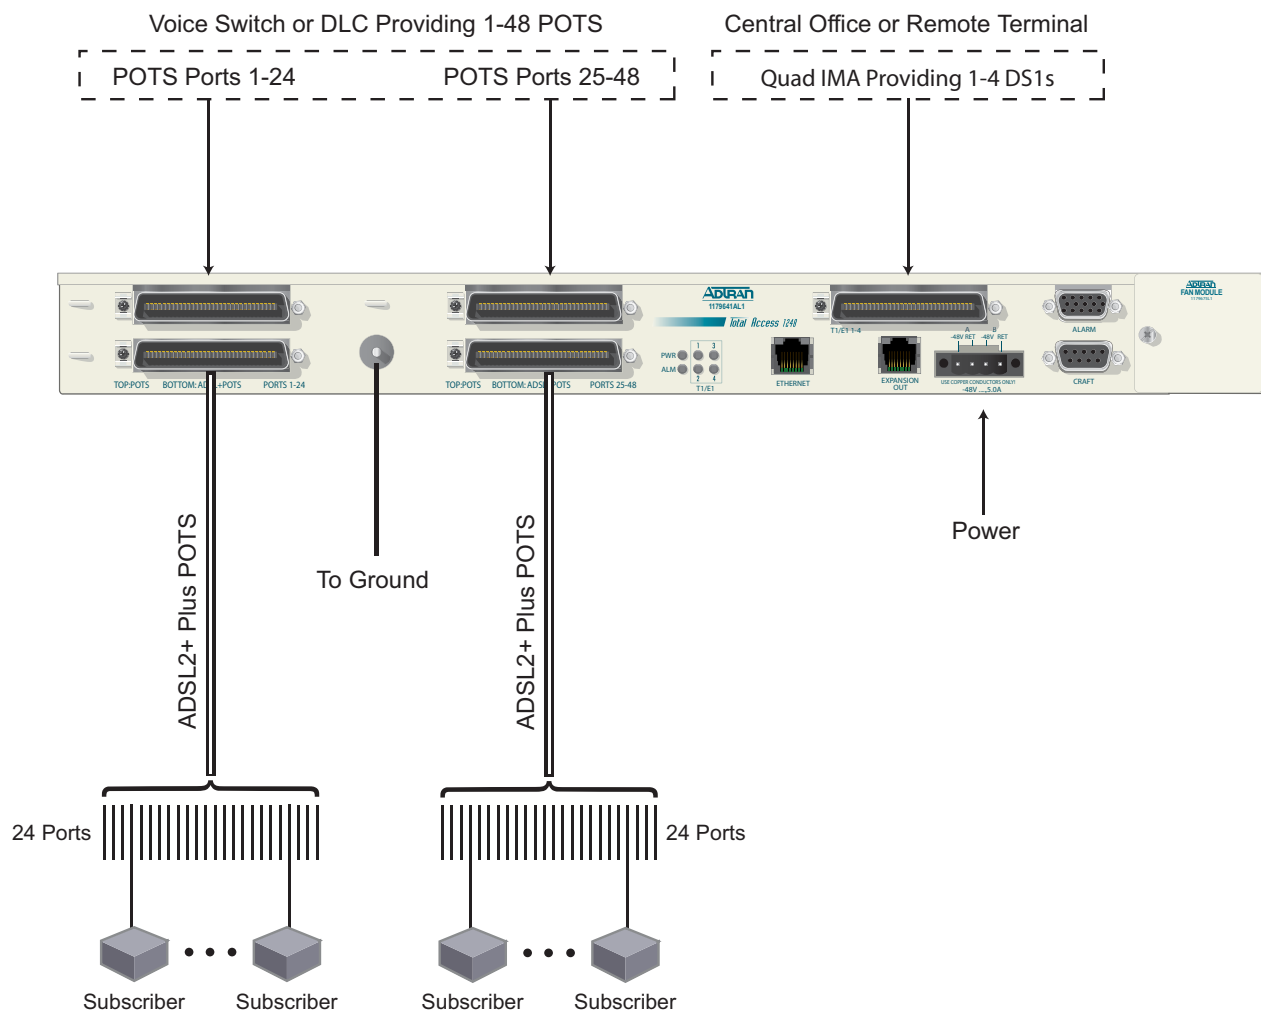 Voice Switch or DLC Providing 1-48 POTS
Central Office or Remote Terminal
POTS Ports 1-24
POTS Ports 25-48
Quad IMA Providing 1-4 DS1s
ADTRAN
1179641AL1
Total Access 1248
T1/E1 1-4
PWR
ALM
1 3
2 4
T1/E1
ETHERNET
EXPANSION
OUT
A B
-48V RET -48V RET
USE COPPER CONDUCTORS ONLY!
-48V ...,5.0A
ALARM
CRAFT
ADTRAN
FAN MODULE
TOP:POTS BOTTOM: PORTS 1-24
TOP:POTS BOTTOM: PORTS 25-48
To Ground
Power
ADSL2+ Plus POTS
ADSL2+ Plus POTS
24 Ports
24 Ports
Subscriber
Subscriber
Subscriber
Subscriber